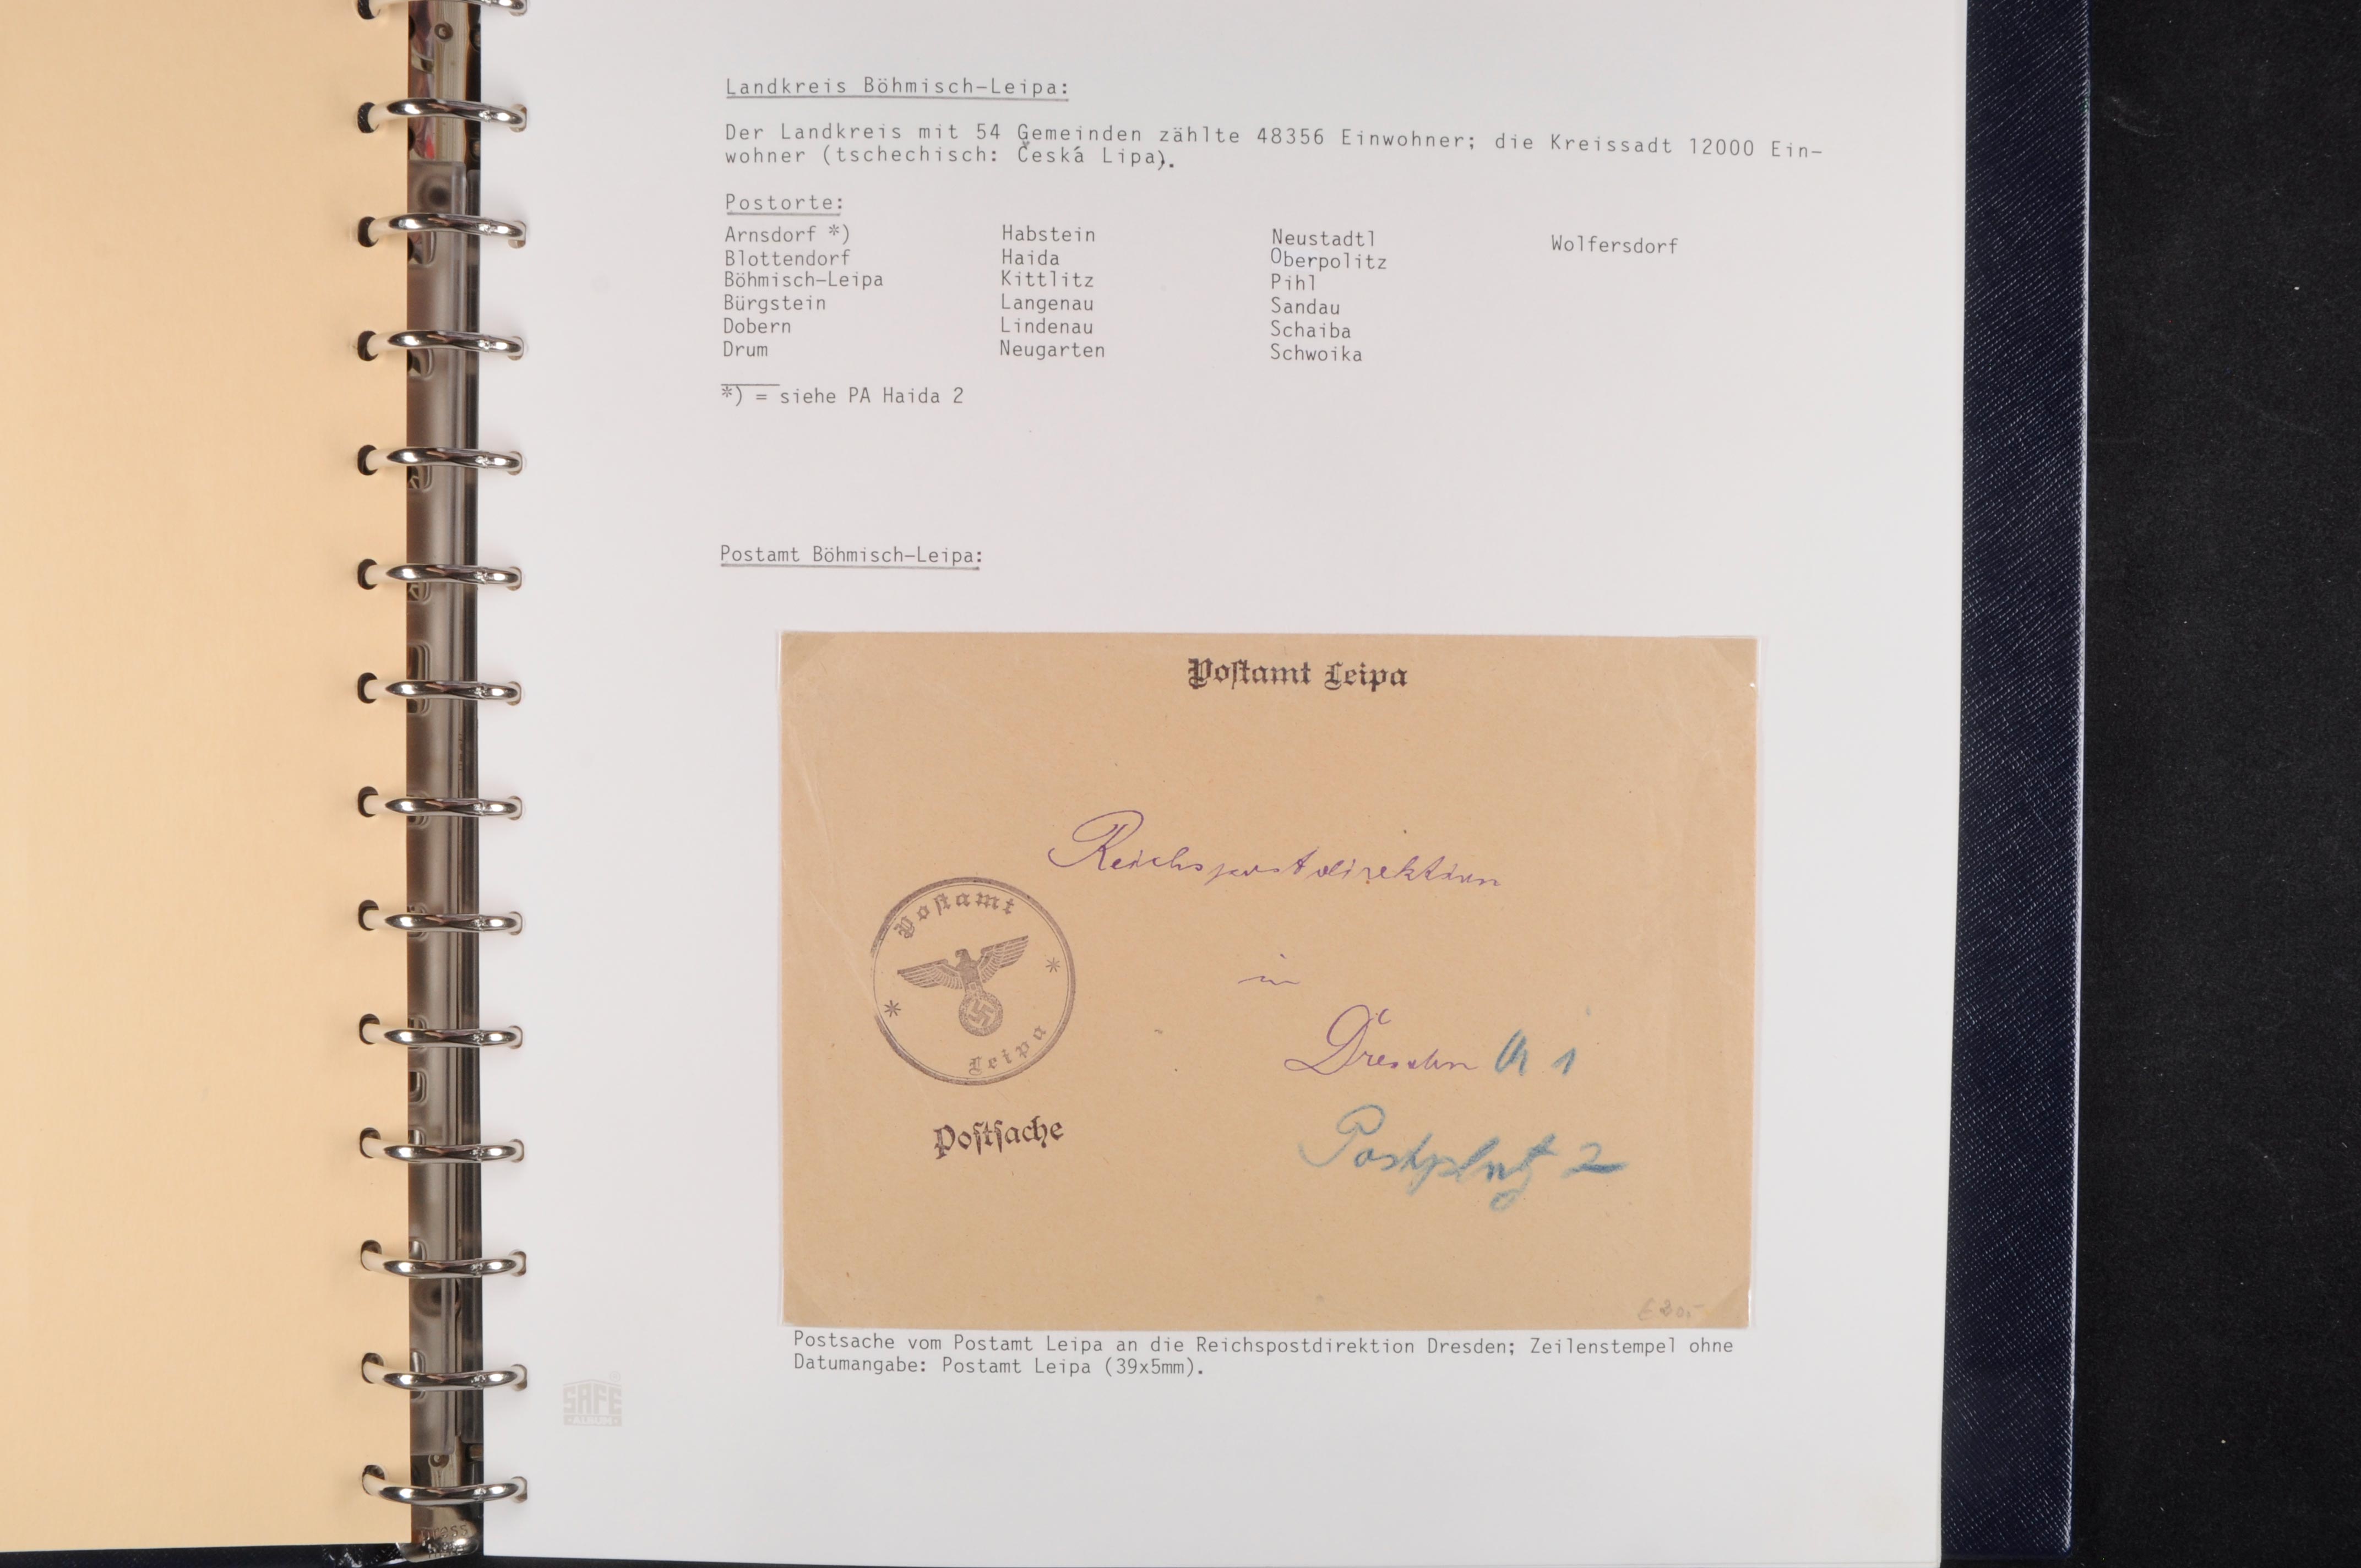 Landkreis Böhmisch-Leipa:
Der Landkreis mit 54 Gemeinden zählte 48356 Einwohner; die Kreissadt 12000 Ein-
wohner (tschechisch: Česká Lipa).
Postorte:
Arnsdorf *)
Blottendorf
Böhmisch-Leipa
Bürgstein
Dobern
Drum
Habstein
Haida
Kittlitz
Langenau
Lindenau
Neugarten
Neustadtl
Oberpolitz
Pihl
Sandau
Schaiba
Schwoika
Wolfersdorf
*) = siehe PA Haida 2
Postamt Böhmisch-Leipa:
Poſtamt Leipa
Reichspostdirektion
in
Dresden A 1
Postplatz 2
Poſtamt
Leipa
Poſtſache
€ 20,-
Postsache vom Postamt Leipa an die Reichspostdirektion Dresden; Zeilenstempel ohne
Datumangabe: Postamt Leipa (39x5mm).
SAFE
ALBUM